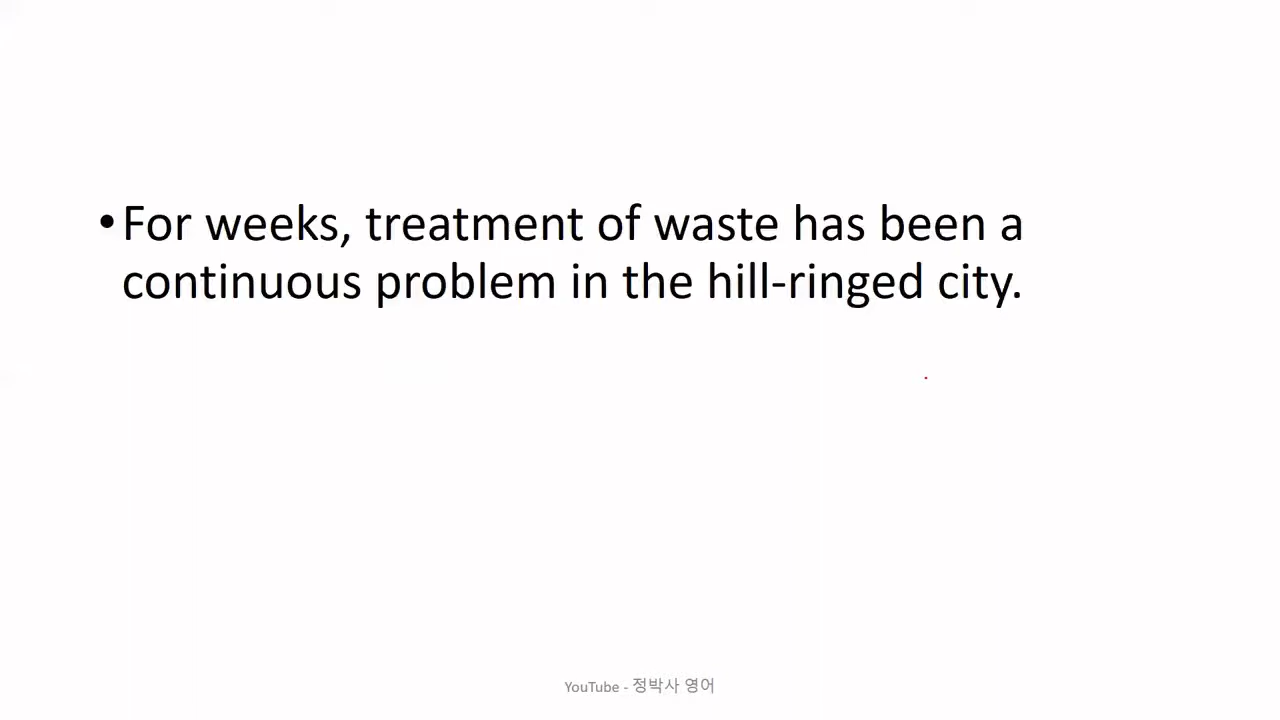 •For weeks, treatment of waste has been a
continuous problem in the hill-ringed city.
YouTube - 정박사 영어